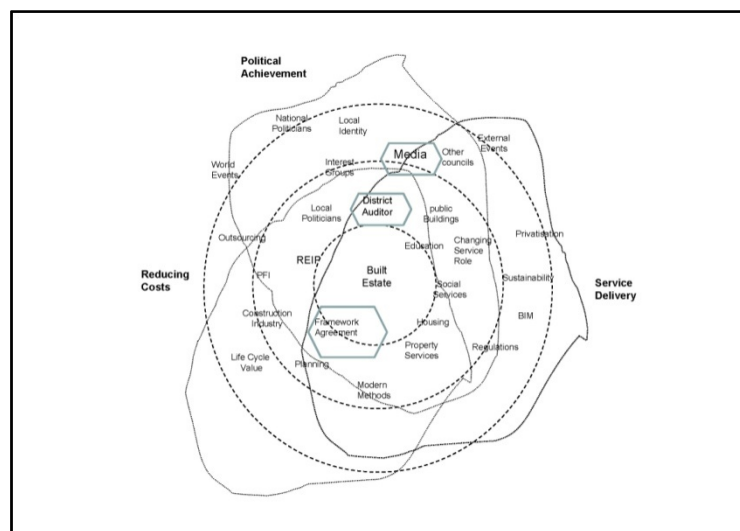 Political
Achievement
National
Politicians
Local
Identity
External
Events
Media
Other
councils
World
Events
Interest
Groups
District
Auditor
Local
Politicians
public
Buildings
Outsourcing
Education
Changing
Service
Role
Privatisation
REIP
Reducing
Costs
PFI
Built
Estate
Social
Services
Sustainability
Service
Delivery
Construction
Industry
Framework
Agreement
Housing
BIM
Property
Services
Regulations
Life Cycle
Value
Planning
Modern
Methods